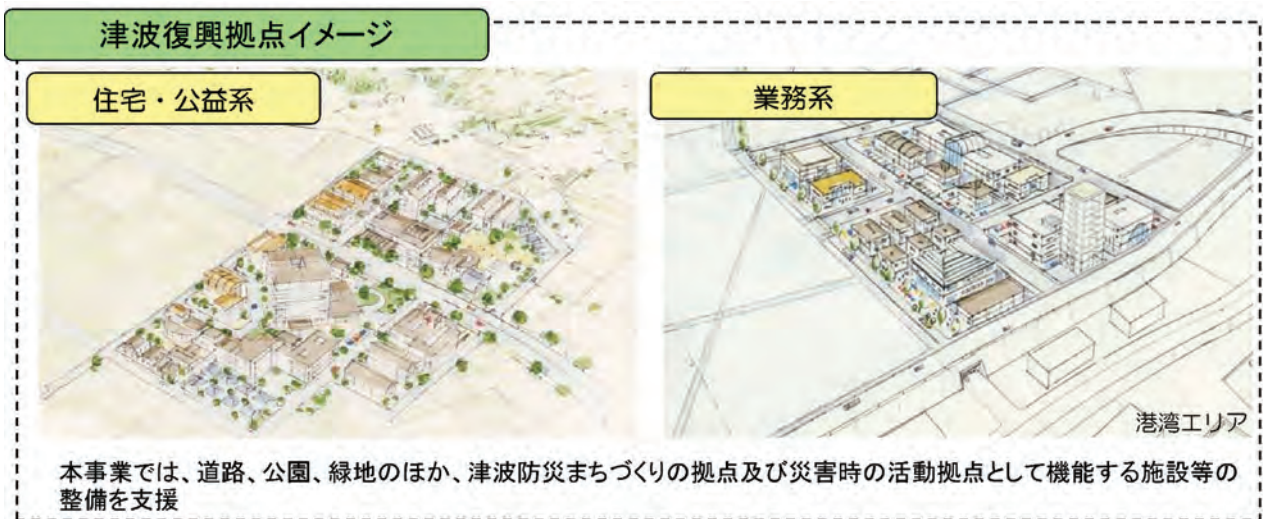 津波復興拠点イメージ
住宅・公益系
業務系
港湾エリア
本事業では、道路、公園、緑地のほか、津波防災まちづくりの拠点及び災害時の活動拠点として機能する施設等の
整備を支援